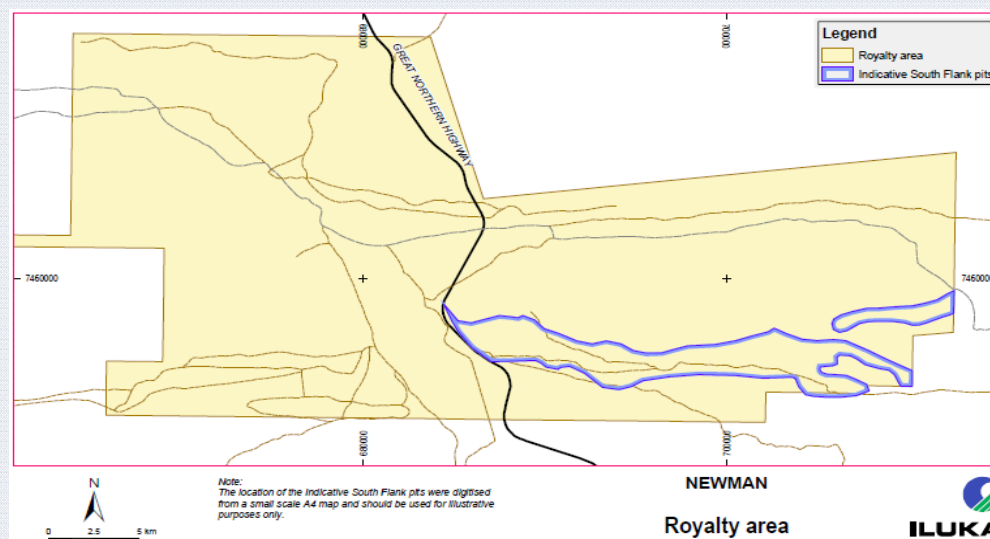 Legend
Royalty area
Indicative South Flank pits
680000
700000
GREAT NORTHERN HIGHWAY
7460000
7460000
680000
700000
N
0 2.5 5 km
Note:
The location of the Indicative South Flank pits were digitised
from a small scale A4 map and should be used for illustrative
purposes only.
NEWMAN
Royalty area
ILUKA